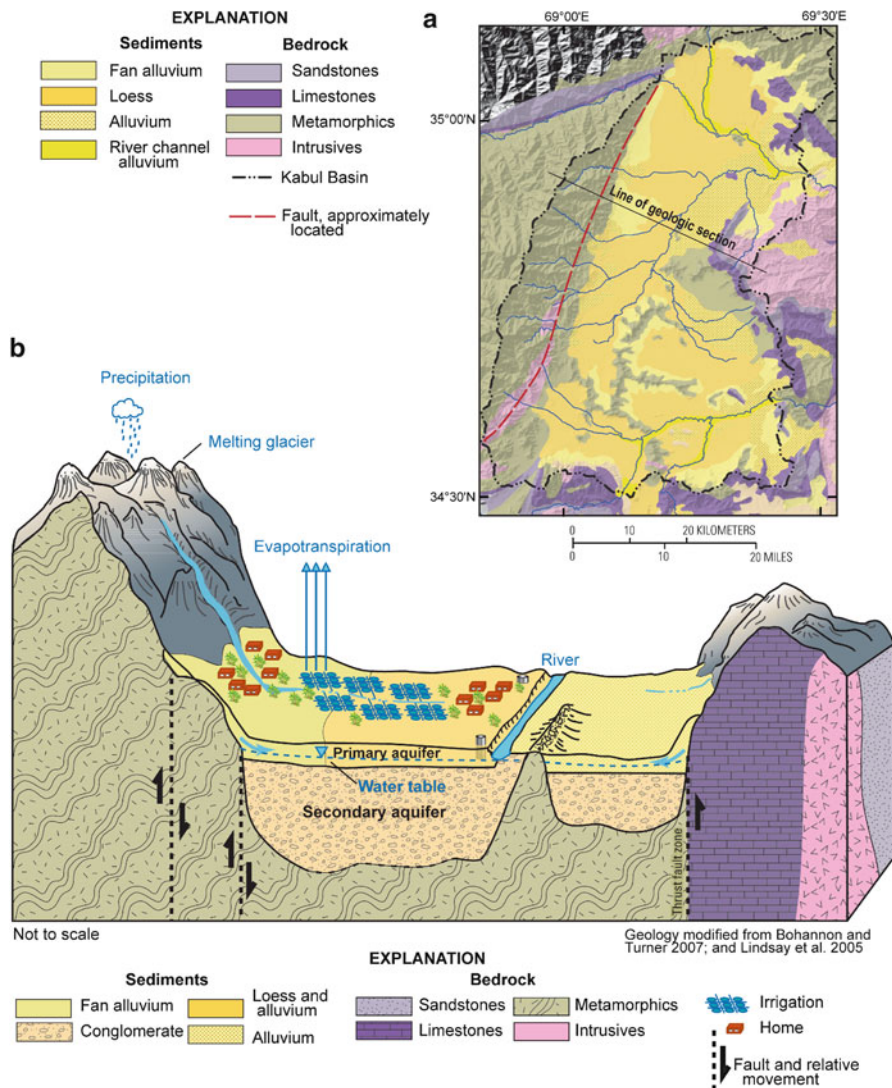 EXPLANATION
Sediments
Bedrock
Fan alluvium
Sandstones
Loess
Limestones
Alluvium
Metamorphics
River channel
alluvium
Intrusives
Kabul Basin
Fault, approximately
located
a
69°00'E
69°30'E
35°00'N
Line of geologic section
34°30'N
0 10 20 KILOMETERS
0 10 20 MILES
b
Precipitation
Melting glacier
Evapotranspiration
River
Primary aquifer
Water table
Secondary aquifer
Thrust fault zone
Not to scale
Geology modified from Bohannon and
Turner 2007; and Lindsay et al. 2005
EXPLANATION
Sediments
Bedrock
Fan alluvium
Loess and
alluvium
Sandstones
Metamorphics
Irrigation
Conglomerate
Alluvium
Limestones
Intrusives
Home
Fault and relative
movement